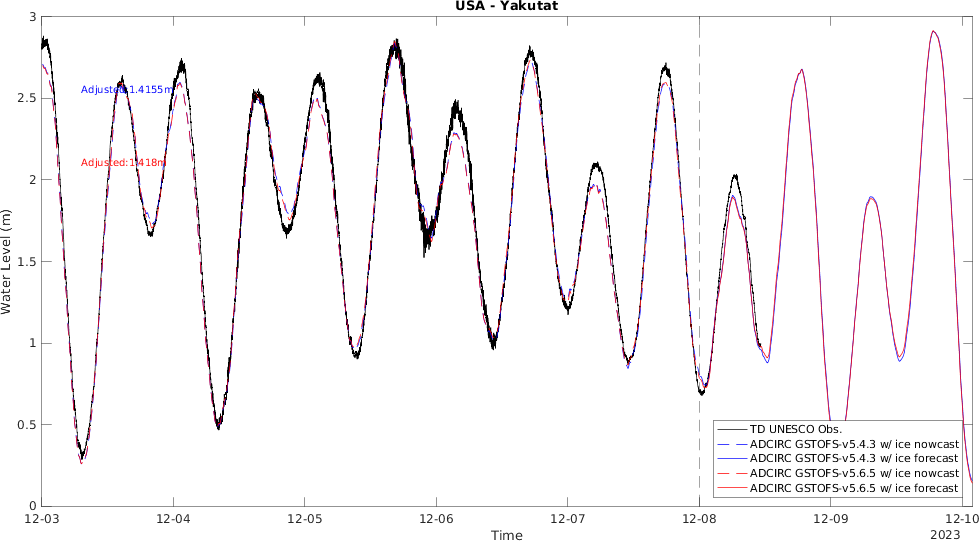 USA - Yakutat
Water Level (m)
3
2.5
2
1.5
1
0.5
0
Adjusted:1.4155m
Adjusted:1.418m
TD UNESCO Obs.
ADCIRC GSTOFS-v5.4.3 w/ ice nowcast
ADCIRC GSTOFS-v5.4.3 w/ ice forecast
ADCIRC GSTOFS-v5.6.5 w/ ice nowcast
ADCIRC GSTOFS-v5.6.5 w/ ice forecast
12-03 12-04 12-05 12-06 12-07 12-08 12-09 12-10
Time
2023